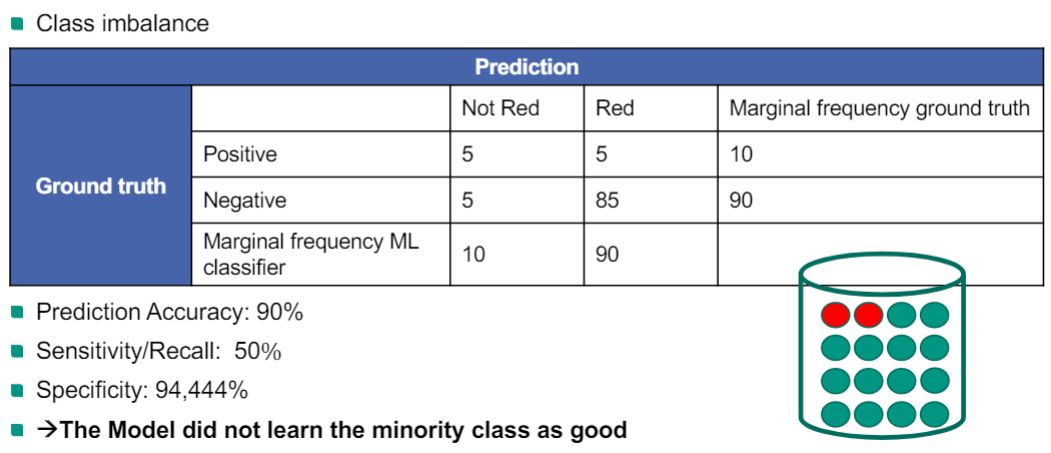 Class imbalance
Prediction
Not Red Red Marginal frequency ground truth
Positive 5 5 10
Ground truth
Negative 5 85 90
Marginal frequency ML
classifier 10 90
Prediction Accuracy: 90%
Sensitivity/Recall: 50%
Specificity: 94,444%
→The Model did not learn the minority class as good